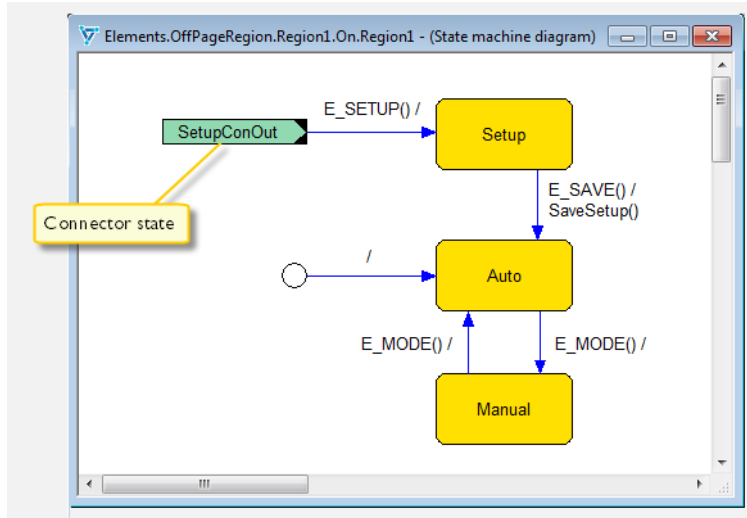 Elements.OffPageRegion.Region1.On.Region1 - (State machine diagram)
E_SETUP() /
SetupConOut
Setup
E_SAVE() /
SaveSetup()
Connector state
/
Auto
E_MODE() /
E_MODE() /
Manual